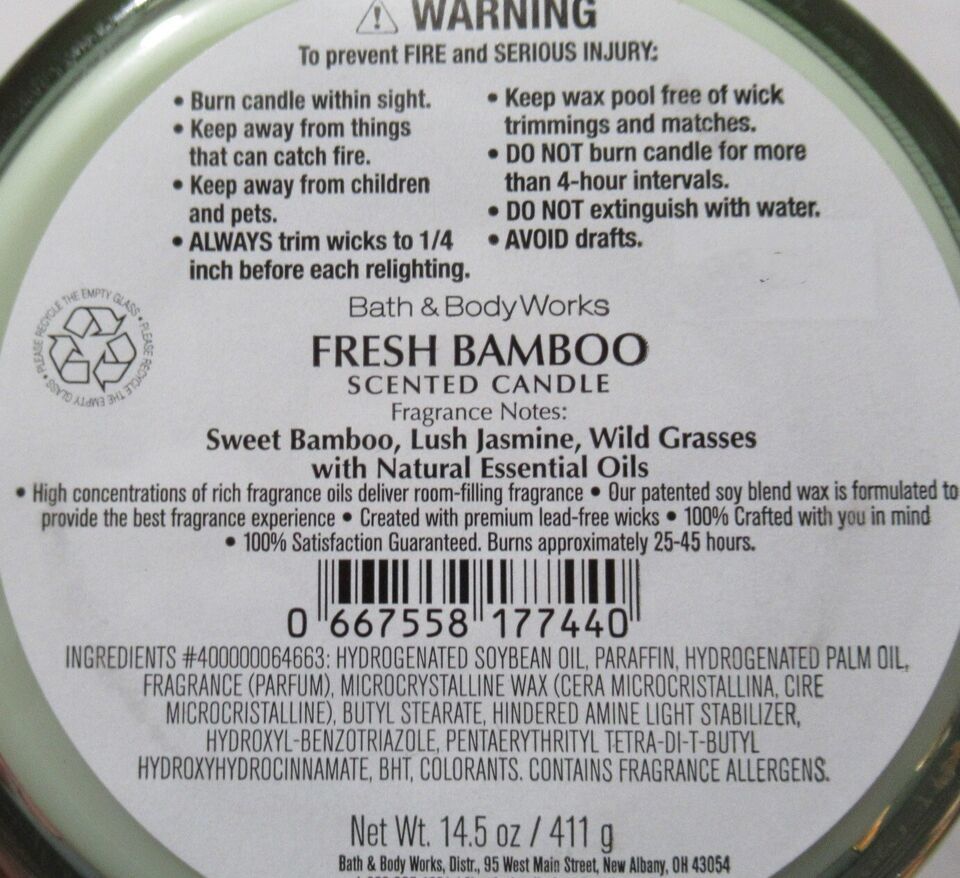 WARNING
To prevent FIRE and SERIOUS INJURY:
• Burn candle within sight.
• Keep away from things
that can catch fire.
• Keep away from children
and pets.
• ALWAYS trim wicks to 1/4
inch before each relighting.
• Keep wax pool free of wick
trimmings and matches.
• DO NOT burn candle for more
than 4-hour intervals.
• DO NOT extinguish with water.
• AVOID drafts.
PLEASE RECYCLE THE EMPTY GLASS • PLEASE RECYCLE THE EMPTY GLASS •
Bath & Body Works
FRESH BAMBOO
SCENTED CANDLE
Fragrance Notes:
Sweet Bamboo, Lush Jasmine, Wild Grasses
with Natural Essential Oils
• High concentrations of rich fragrance oils deliver room-filling fragrance • Our patented soy blend wax is formulated to
provide the best fragrance experience • Created with premium lead-free wicks • 100% Crafted with you in mind
• 100% Satisfaction Guaranteed. Burns approximately 25-45 hours.
0 667558 177440
INGREDIENTS #400000064663: HYDROGENATED SOYBEAN OIL, PARAFFIN, HYDROGENATED PALM OIL,
FRAGRANCE (PARFUM), MICROCRYSTALLINE WAX (CERA MICROCRISTALLINA, CIRE
MICROCRISTALLINE), BUTYL STEARATE, HINDERED AMINE LIGHT STABILIZER,
HYDROXYL-BENZOTRIAZOLE, PENTAERYTHRITYL TETRA-DI-T-BUTYL
HYDROXYHYDROCINNAMATE, BHT, COLORANTS. CONTAINS FRAGRANCE ALLERGENS.
Net Wt. 14.5 oz / 411 g
Bath & Body Works, Distr., 95 West Main Street, New Albany, OH 43054